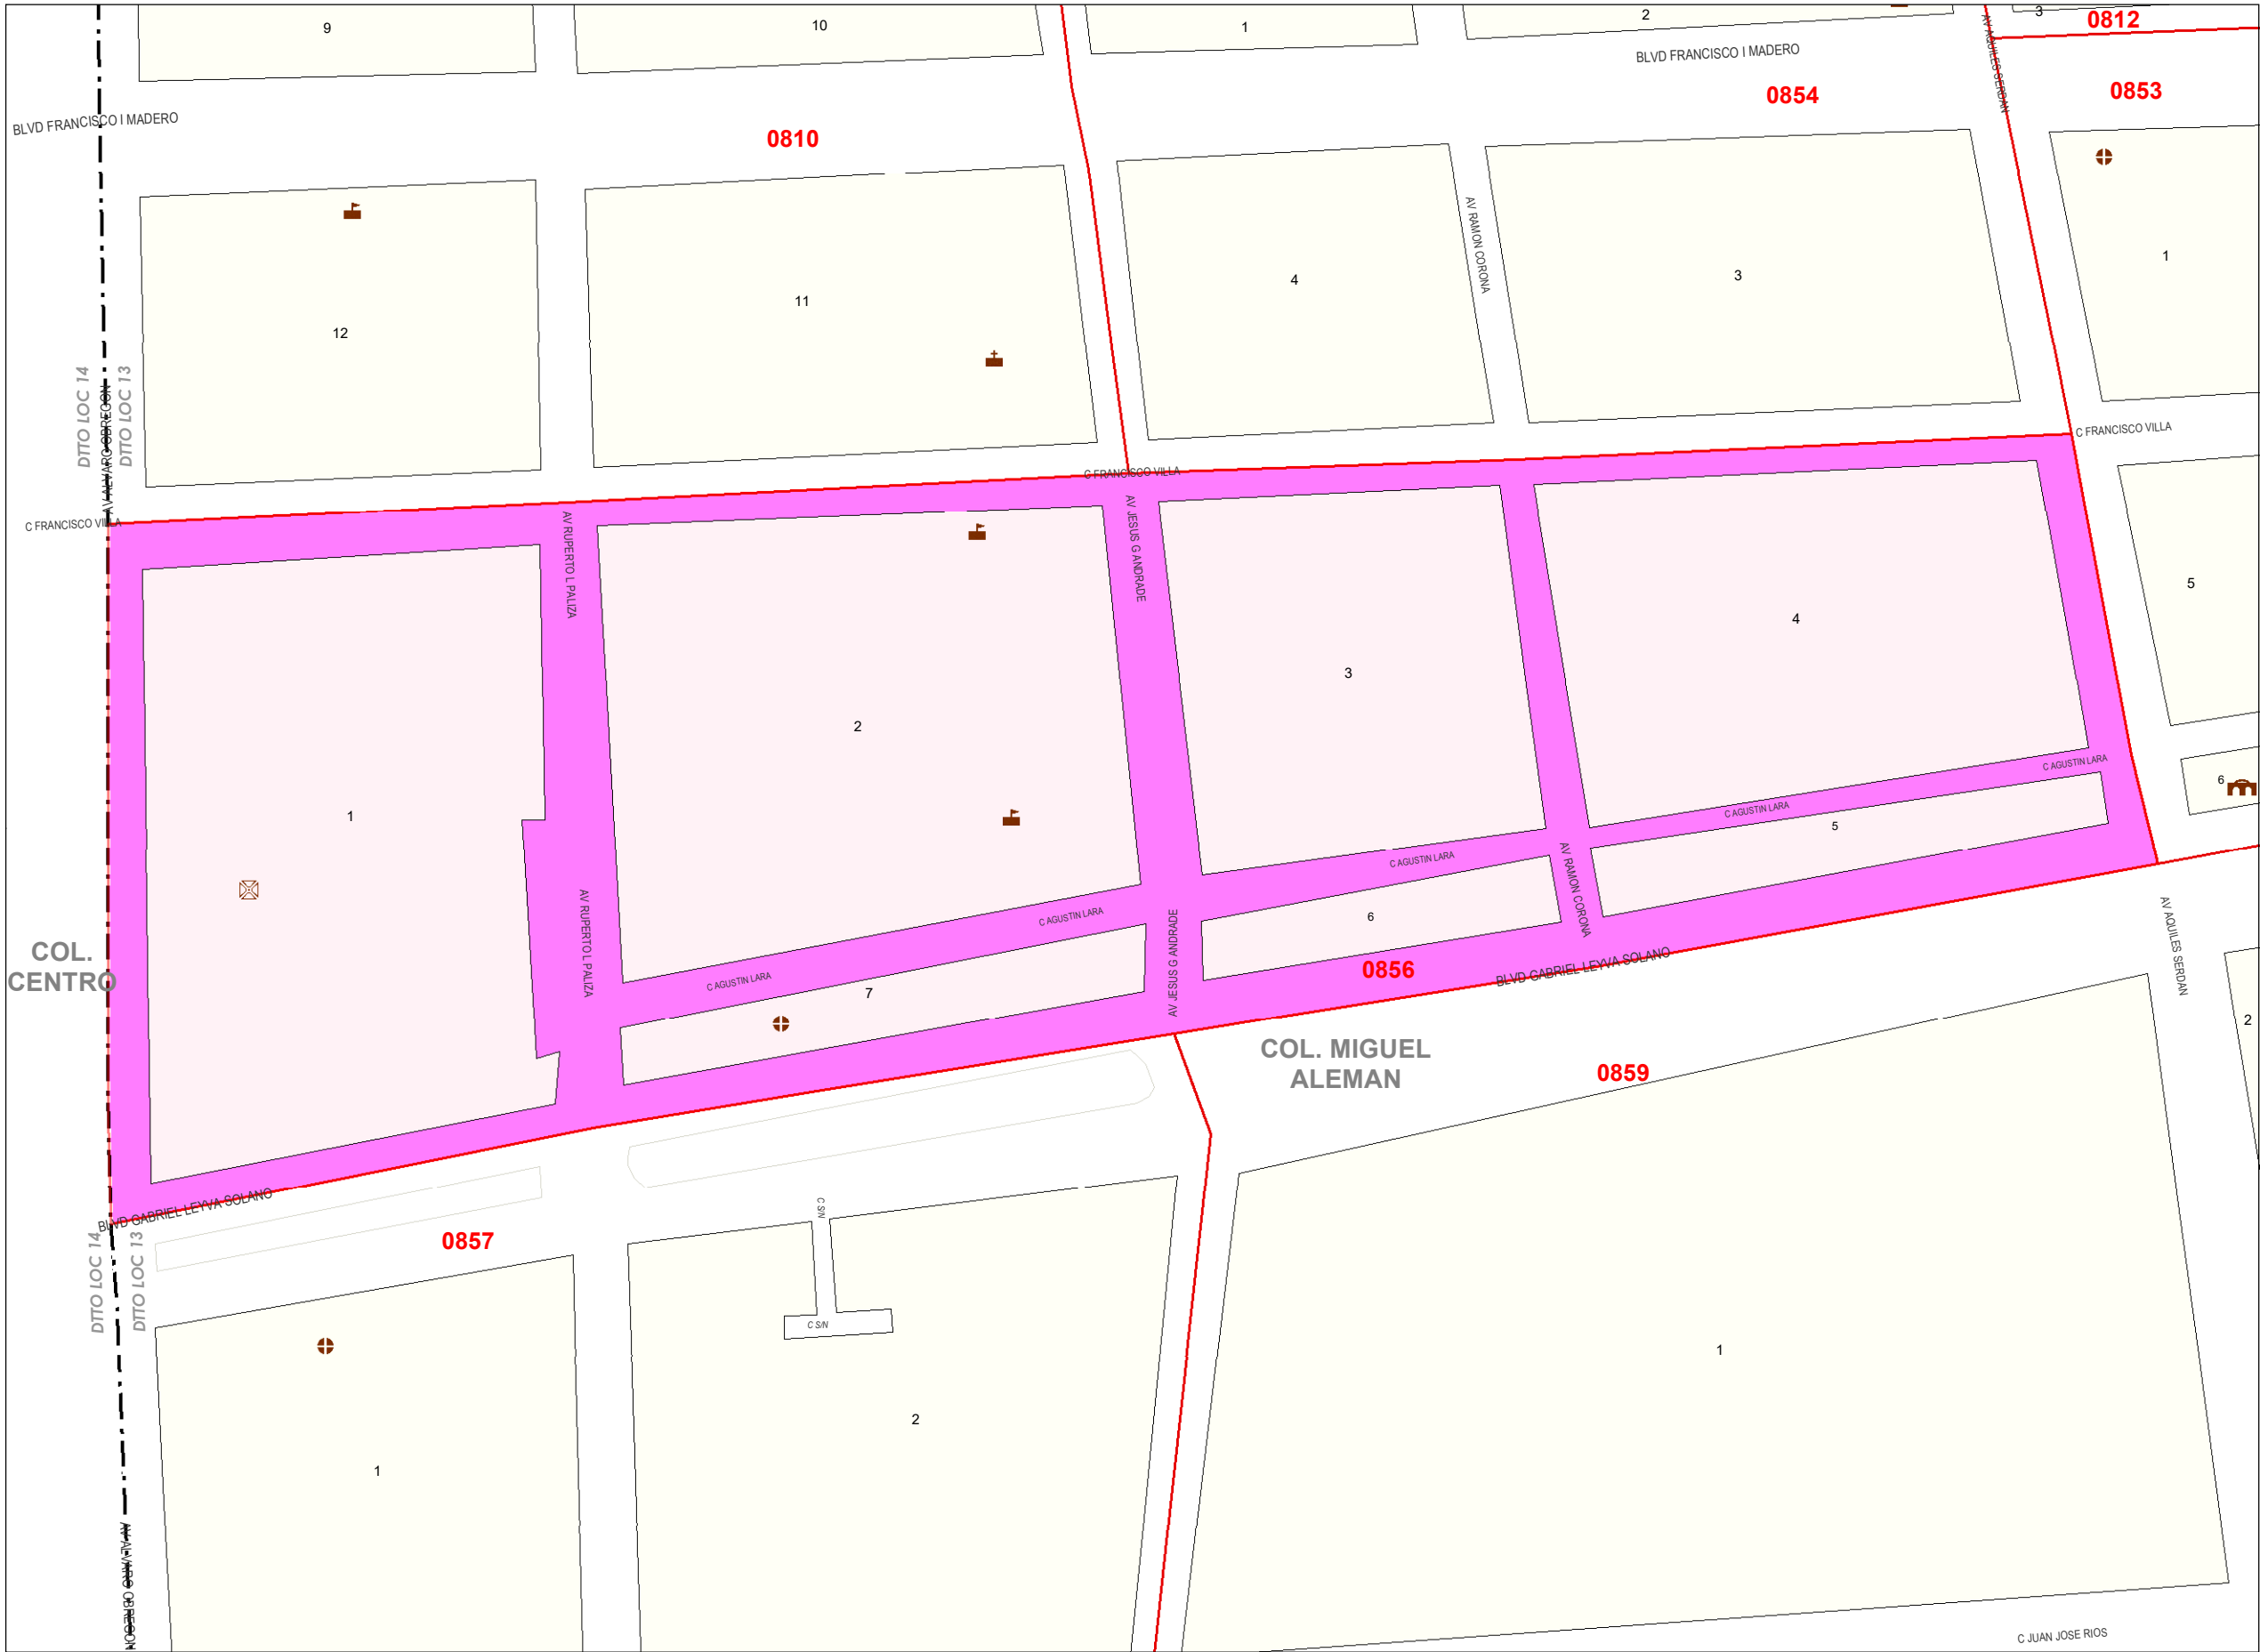 9
10
1
2
3
0812
BLVD FRANCISCO I MADERO
AV AQUILES SERDAN
0854
0853
BLVD FRANCISCO I MADERO
0810
12
11
4
AV RAMON CORONA
3
1
DTTO LOC 14
DTTO LOC 13
AV ALVARO OBREGON
C FRANCISCO VILLA
C FRANCISCO VILLA
C FRANCISCO VILLA
AV RUPERTO L PALIZA
AV JESUS G ANDRADE
5
4
3
2
1
C AGUSTIN LARA
6
C AGUSTIN LARA
5
C AGUSTIN LARA
AV RAMON CORONA
C AGUSTIN LARA
6
AV RUPERTO L PALIZA
AV JESUS G ANDRADE
AV AQUILES SERDAN
COL.
CENTRO
0856
BLVD GABRIEL LEYVA SOLANO
C AGUSTIN LARA
7
2
COL. MIGUEL
ALEMAN
0859
BLVD GABRIEL LEYVA SOLANO
C S/N
0857
DTTO LOC 14
DTTO LOC 13
C S/N
1
2
1
AV ALVARO OBREGON
C JUAN JOSE RIOS